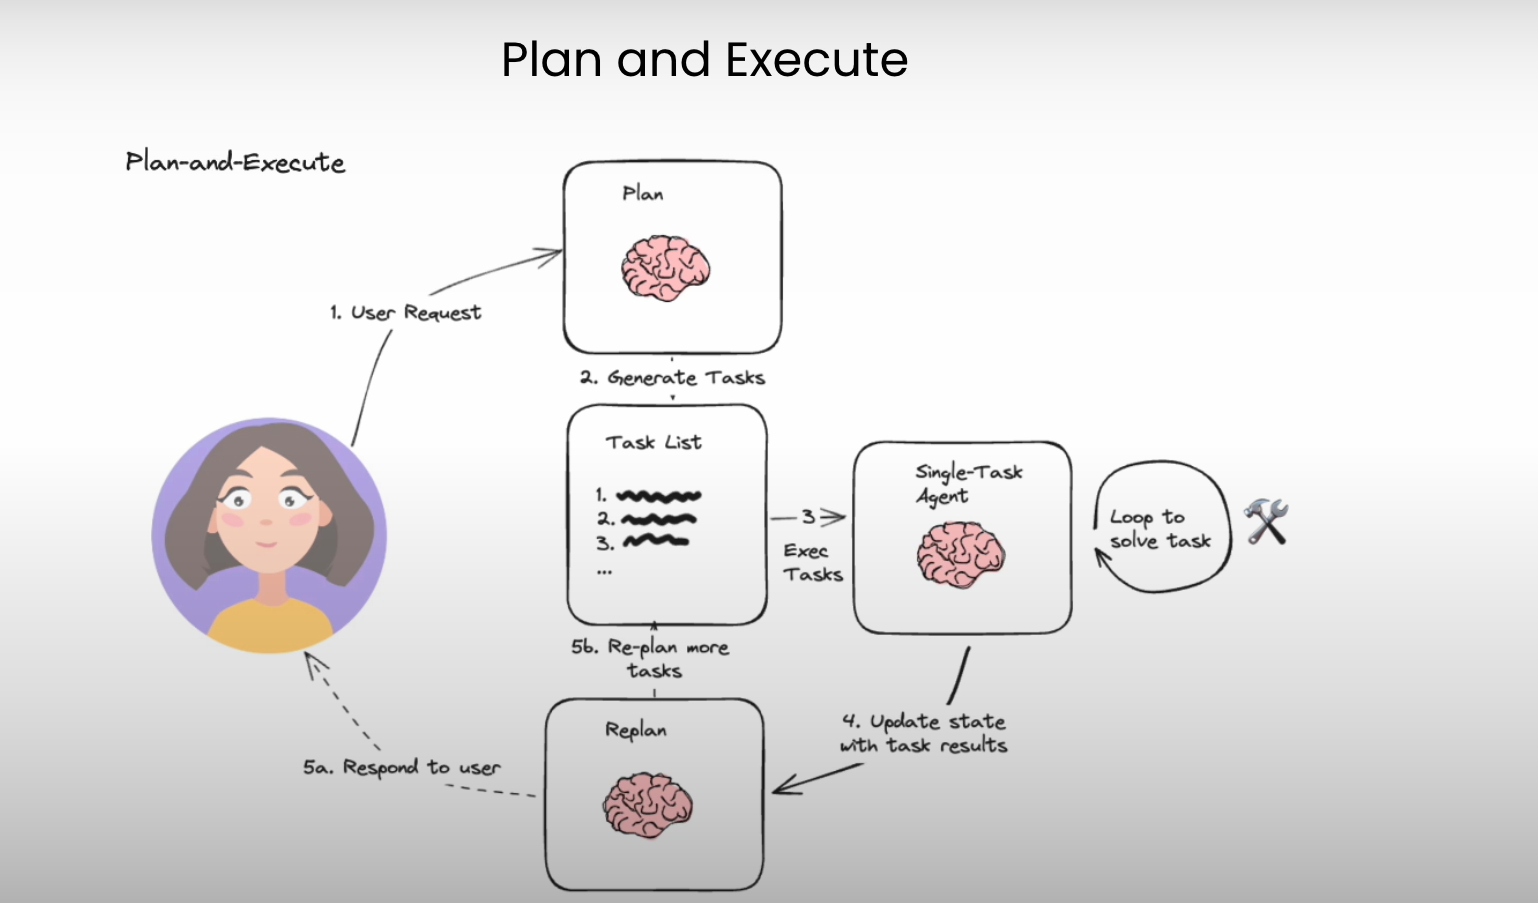 Plan and Execute
Plan-and-Execute
Plan
1. User Request
2. Generate Tasks
Task List
1.
2.
3.
...
3
Exec
Tasks
Single-Task
Agent
Loop to
solve task
4. Update state
with task results
5b. Re-plan more
tasks
Replan
5a. Respond to user